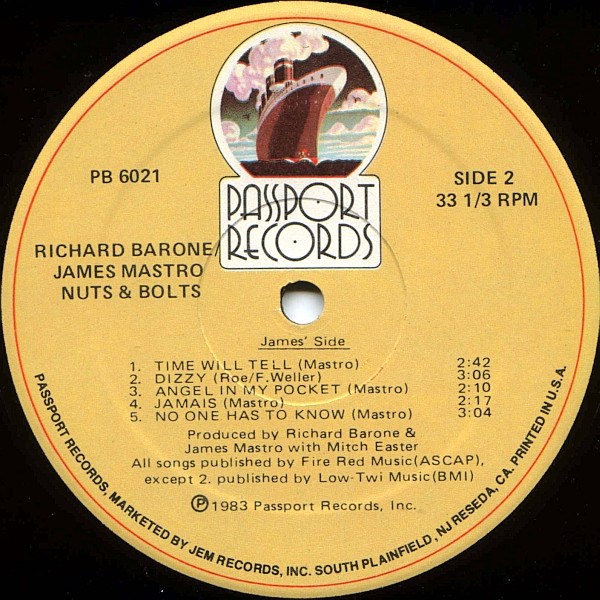 PB 6021
SIDE 2
33 1/3 RPM
PASSPORT
RECORDS
RICHARD BARONE/
JAMES MASTRO
NUTS & BOLTS
James' Side
1. TIME WILL TELL (Mastro) 2:42
2. DIZZY (Roe/F.Weller) 3:06
3. ANGEL IN MY POCKET (Mastro) 2:10
4. JAMAIS (Mastro) 2:17
5. NO ONE HAS TO KNOW (Mastro) 3:04
Produced by Richard Barone &
James Mastro with Mitch Easter
All songs published by Fire Red Music(ASCAP),
except 2. published by Low-Twi Music(BMI)
Ⓟ1983 Passport Records, Inc.
PASSPORT RECORDS, MARKETED BY JEM RECORDS, INC. SOUTH PLAINFIELD, NJ RESEDA, CA. PRINTED IN U.S.A.